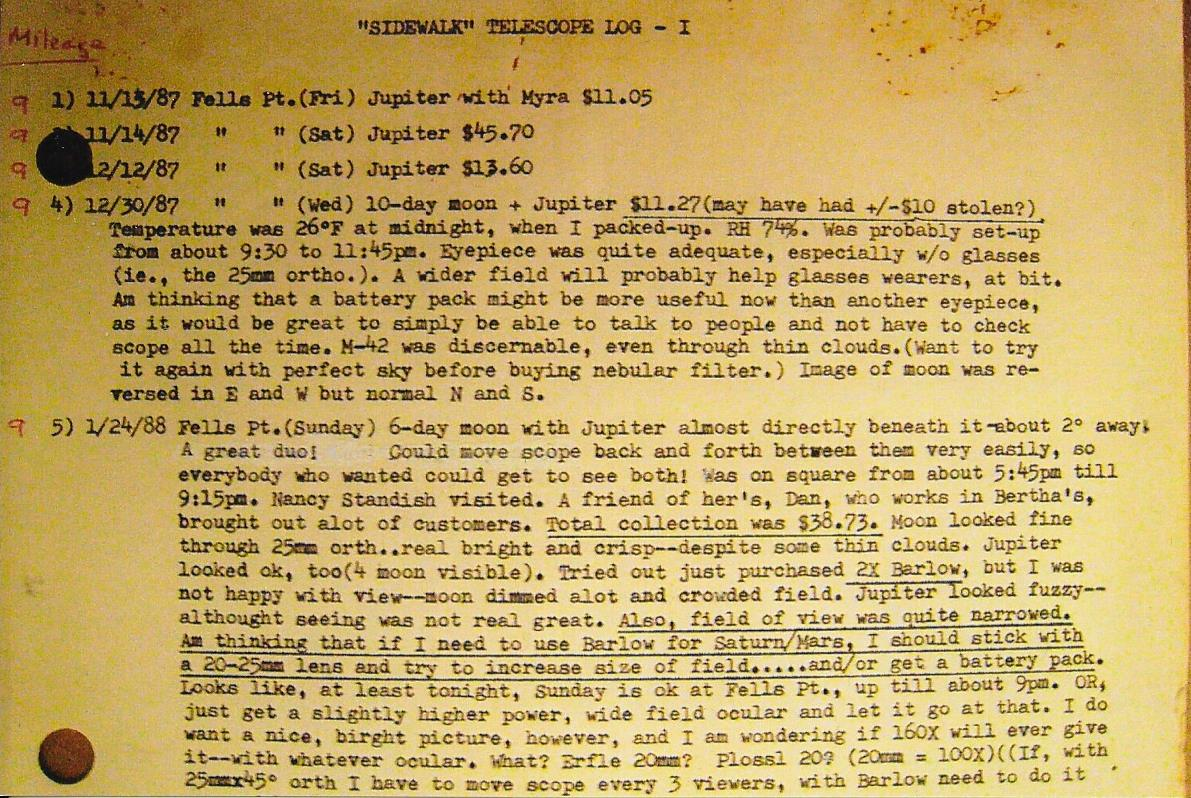 "SIDEWALK" TELESCOPE LOG - I
Mileage
9 1) 11/13/87 Fells Pt.(Fri) Jupiter with Myra $11.05
9 11/14/87 " " (Sat) Jupiter $45.70
9 12/12/87 " " (Sat) Jupiter $13.60
9 4) 12/30/87 " " (Wed) 10-day moon + Jupiter $11.27(may have had +/-$10 stolen?)
Temperature was 26°F at midnight, when I packed-up. RH 74%. Was probably set-up
from about 9:30 to 11:45pm. Eyepiece was quite adequate, especially w/o glasses
(ie., the 25mm ortho.). A wider field will probably help glasses wearers, at bit.
Am thinking that a battery pack might be more useful now than another eyepiece,
as it would be great to simply be able to talk to people and not have to check
scope all the time. M-42 was discernable, even through thin clouds.(Want to try
it again with perfect sky before buying nebular filter.) Image of moon was re-
versed in E and W but normal N and S.
9 5) 1/24/88 Fells Pt.(Sunday) 6-day moon with Jupiter almost directly beneath it-about 2° away!
A great duo! Could move scope back and forth between them very easily, so
everybody who wanted could get to see both! Was on square from about 5:45pm till
9:15pm. Nancy Standish visited. A friend of her's, Dan, who works in Bertha's,
brought out alot of customers. Total collection was $38.73. Moon looked fine
through 25mm orth..real bright and crisp--despite some thin clouds. Jupiter
looked ok, too(4 moon visible). Tried out just purchased 2X Barlow, but I was
not happy with view--moon dimmed alot and crowded field. Jupiter looked fuzzy--
althought seeing was not real great. Also, field of view was quite narrowed.
Am thinking that if I need to use Barlow for Saturn/Mars, I should stick with
a 20-25mm lens and try to increase size of field.....and/or get a battery pack.
Looks like, at least tonight, Sunday is ok at Fells Pt., up till about 9pm. OR,
just get a slightly higher power, wide field ocular and let it go at that. I do
want a nice, birght picture, however, and I am wondering if 160X will ever give
it--with whatever ocular. What? Erfle 20mm? Plossl 20? (20mm = 100X)((If, with
25mmx45° orth I have to move scope every 3 viewers, with Barlow need to do it